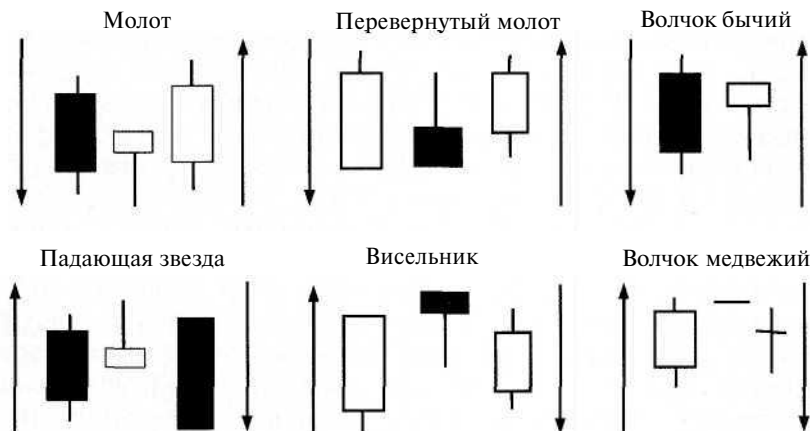 Молот
Перевернутый молот
Волчок бычий
Падающая звезда
Висельник
Волчок медвежий